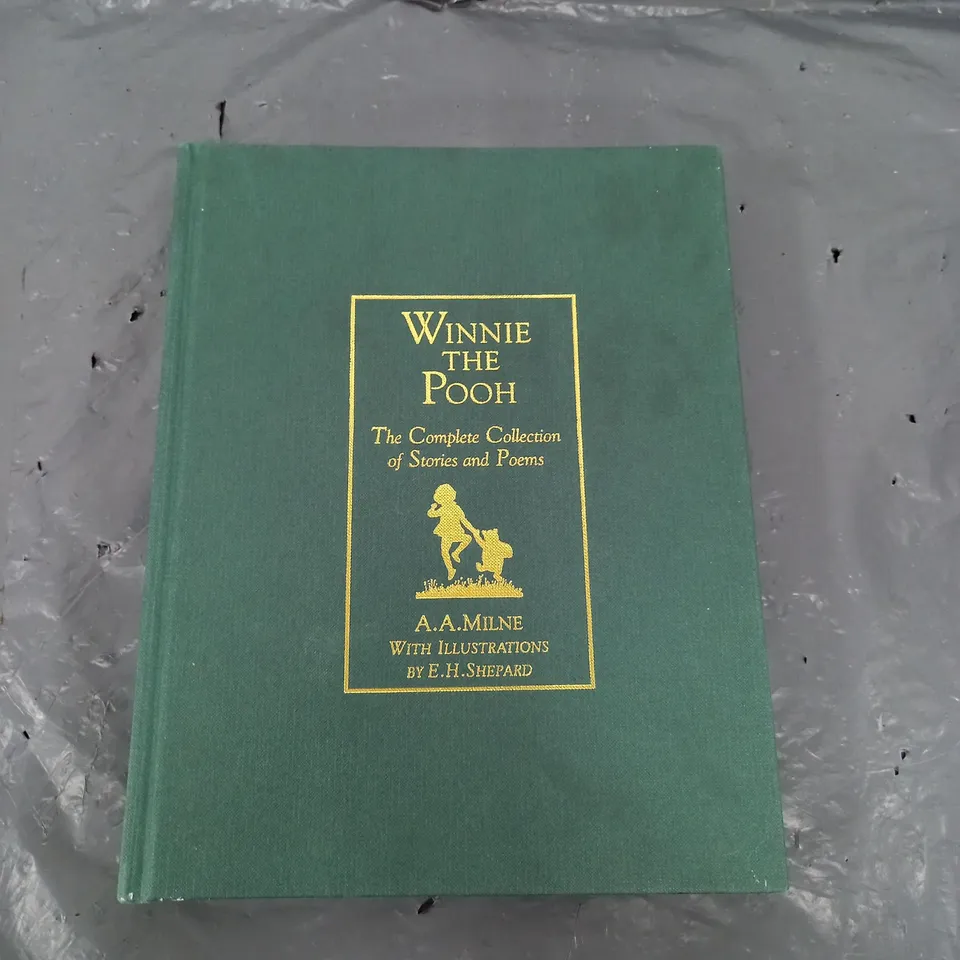 WINNIE
THE
POOH
The Complete Collection
of Stories and Poems
A.A.MILNE
WITH ILLUSTRATIONS
BY E.H.SHEPARD